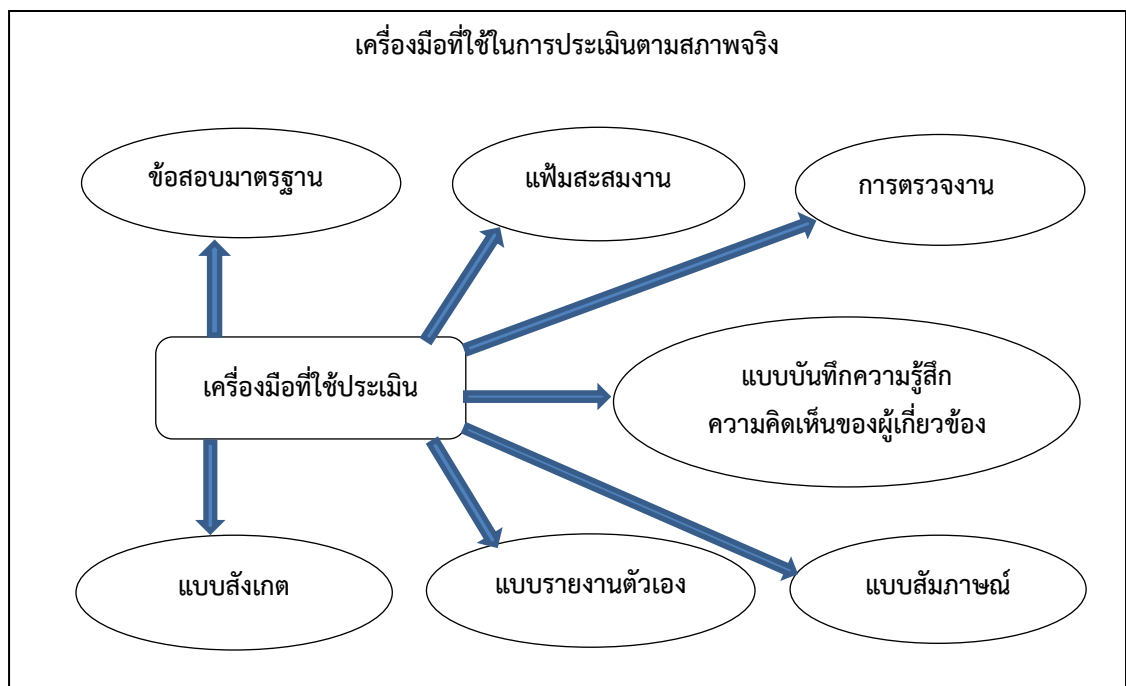 เครื่องมือที่ใช้ในการประเมินตามสภาพจริง
ข้อสอบมาตรฐาน
แฟ้มสะสมงาน
การตรวจงาน
เครื่องมือที่ใช้ประเมิน
แบบบันทึกความรู้สึก
ความคิดเห็นของผู้เกี่ยวข้อง
แบบสังเกต
แบบรายงานตัวเอง
แบบสัมภาษณ์